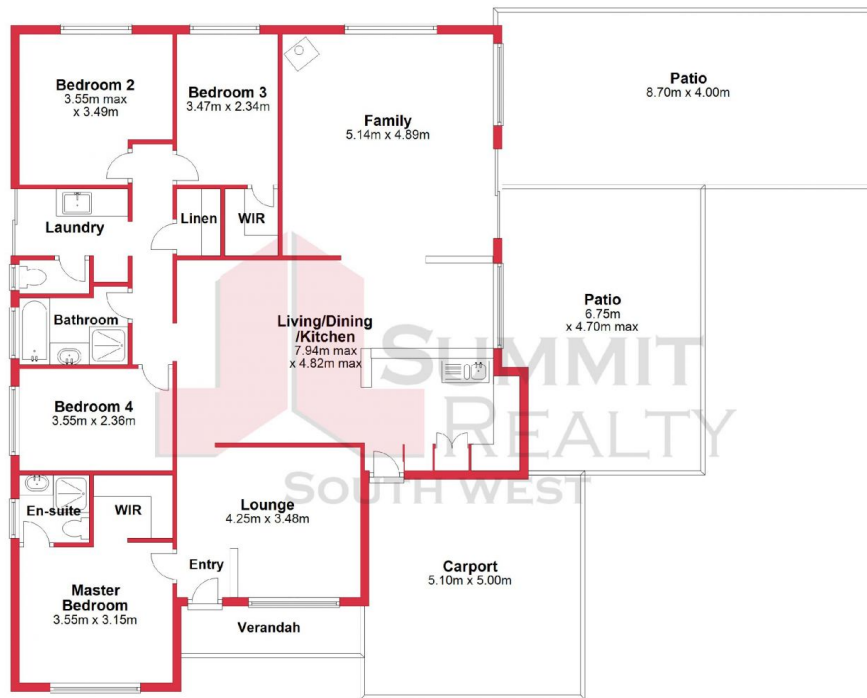 Bedroom 2
3.55m max
x 3.49m
Bedroom 3
3.47m x 2.34m
Family
5.14m x 4.89m
Patio
8.70m x 4.00m
Laundry
Linen
WIR
Bathroom
Living/Dining
/Kitchen
7.94m max
x 4.82m max
Patio
6.75m
x 4.70m max
SUMMIT
REALTY
SOUTH WEST
Bedroom 4
3.55m x 2.36m
En-suite
WIR
Lounge
4.25m x 3.48m
Entry
Carport
5.10m x 5.00m
Master
Bedroom
3.55m x 3.15m
Verandah